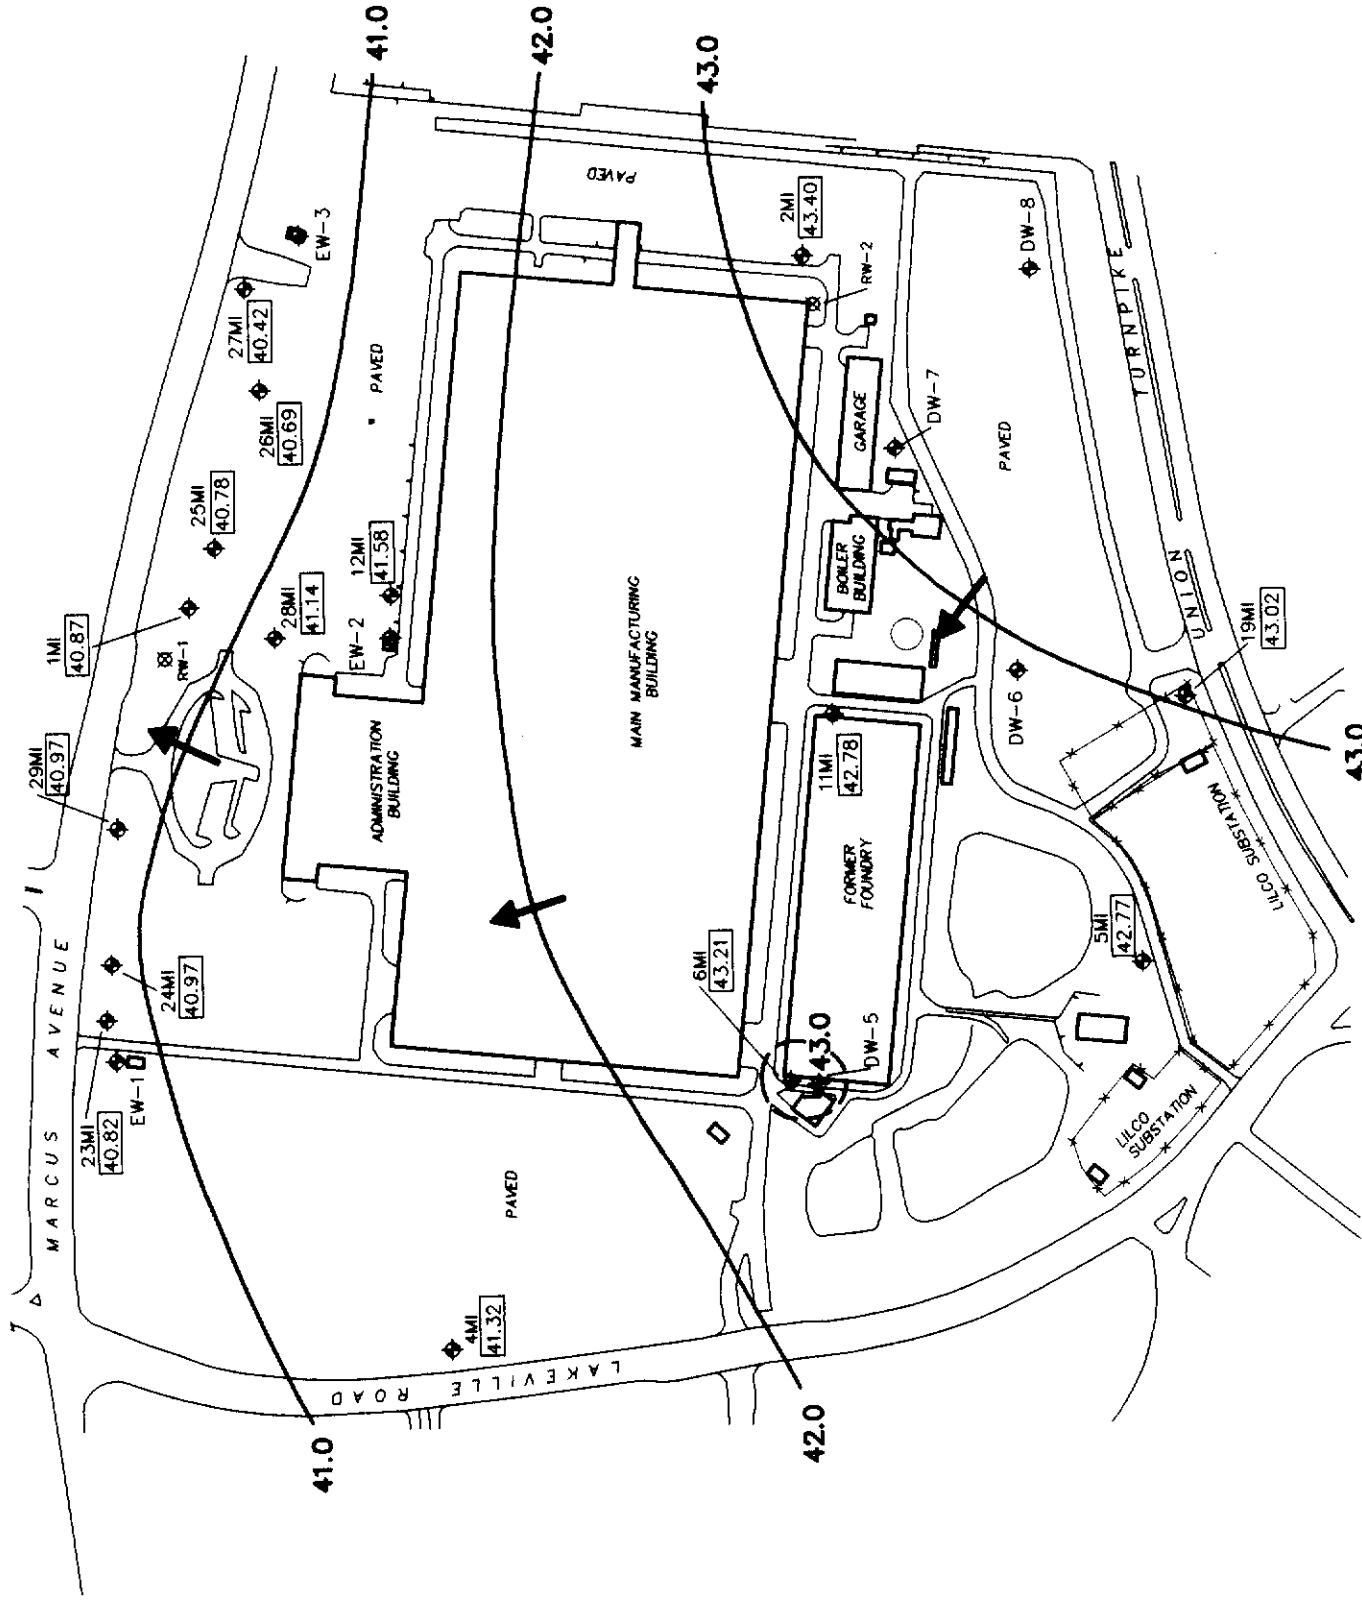 41.0
42.0
43.0
PAVED
EW-3
27MI
40.42
2MI
43.40
RW-2
DW-8
26MI
40.69
PAVED
25MI
40.78
GARAGE
DW-7
PAVED
UNION TURNPIKE
12MI
41.58
28MI
41.14
EW-2
1MI
40.87
RW-1
MAIN MANUFACTURING
BUILDING
BOILER
BUILDING
19MI
43.02
DW-6
43.0
29MI
40.97
ADMINISTRATION
BUILDING
11MI
42.78
FORMER
FOUNDRY
LILCO SUBSTATION
5MI
42.77
MARCUS AVENUE
24MI
40.97
6MI
43.21
43.0
DW-5
23MI
40.82
EW-1
LILCO
SUBSTATION
PAVED
4MI
41.32
LAKEVILLE ROAD
41.0
42.0